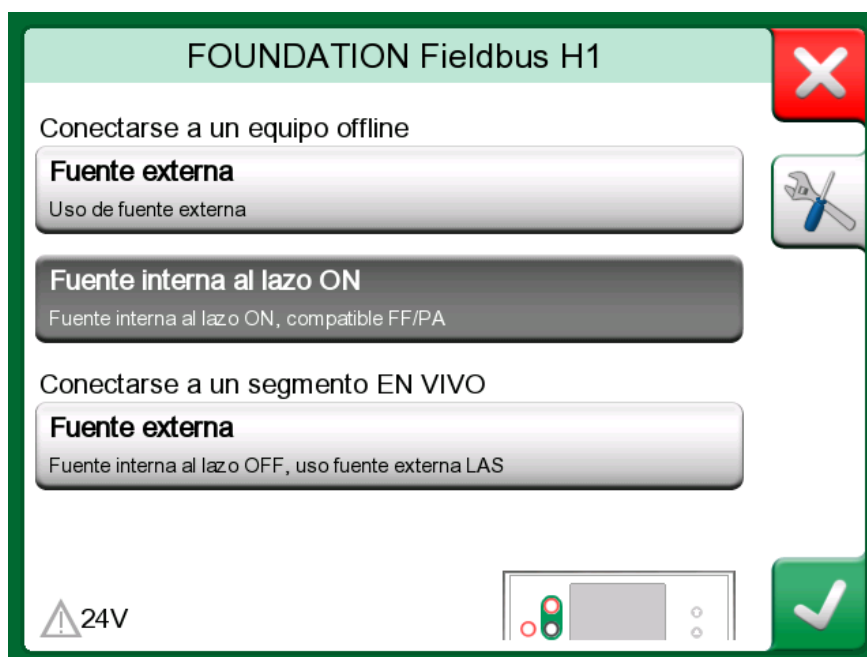 FOUNDATION Fieldbus H1
Conectarse a un equipo offline
Fuente externa
Uso de fuente externa
Fuente interna al lazo ON
Fuente interna al lazo ON, compatible FF/PA
Conectarse a un segmento EN VIVO
Fuente externa
Fuente interna al lazo OFF, uso fuente externa LAS
24V